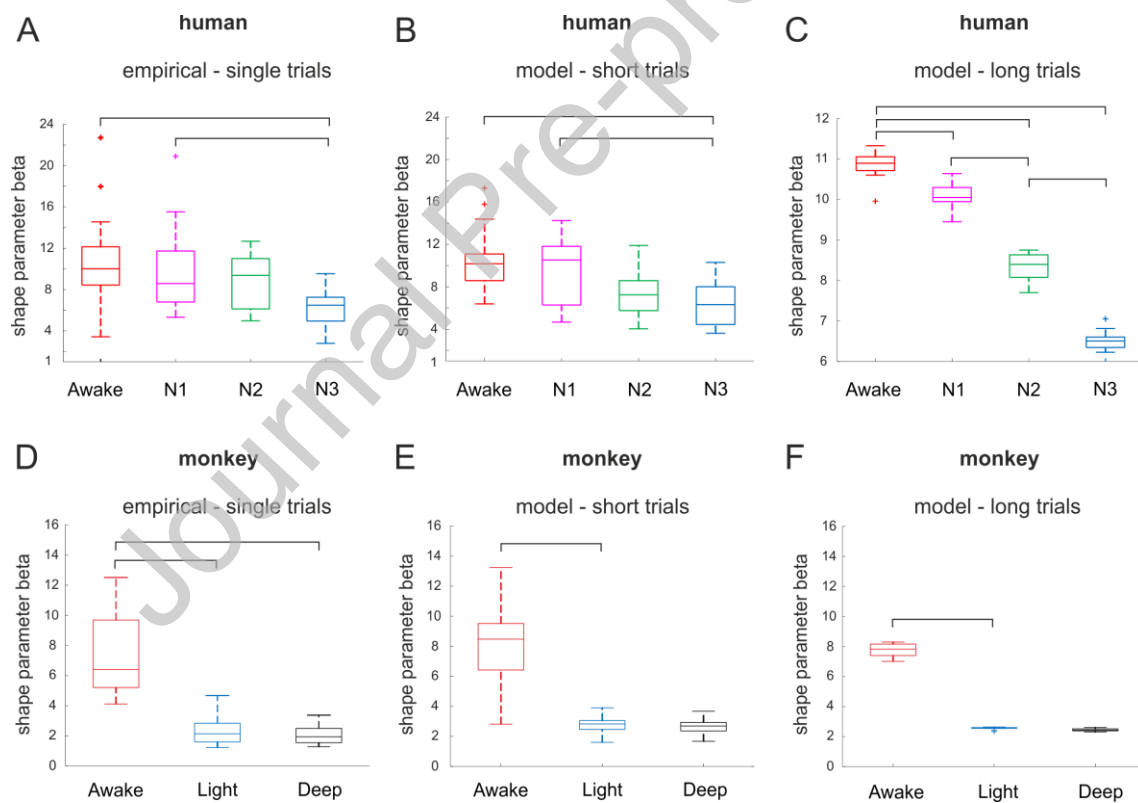 A
human
empirical - single trials
shape parameter beta
24
20
16
12
8
4
1
Awake N1 N2 N3
B
human
model - short trials
shape parameter beta
24
20
16
12
8
4
1
Awake N1 N2 N3
C
human
model - long trials
shape parameter beta
12
11
10
9
8
7
6
Awake N1 N2 N3
D
monkey
empirical - single trials
shape parameter beta
16
14
12
10
8
6
4
2
0
Awake Light Deep
E
monkey
model - short trials
shape parameter beta
16
14
12
10
8
6
4
2
0
Awake Light Deep
F
monkey
model - long trials
shape parameter beta
16
14
12
10
8
6
4
2
0
Awake Light Deep
Journal Pre-pr